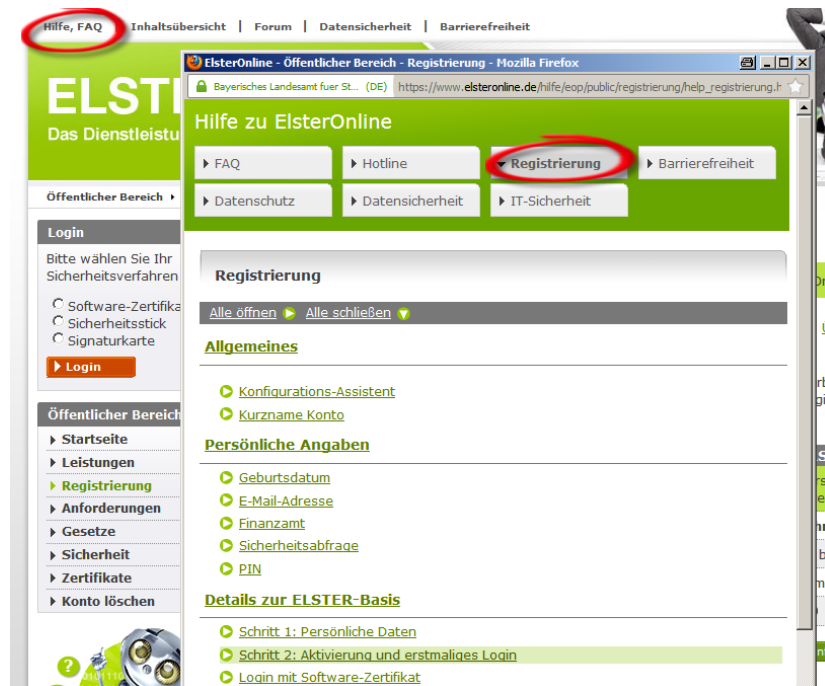 Hilfe, FAQ | Inhaltsübersicht | Forum | Datensicherheit | Barrierefreiheit
ELST
Das Dienstleistu
Öffentlicher Bereich
Login
Bitte wählen Sie Ihr
Sicherheitsverfahren
Software-Zertifika
Sicherheitsstick
Signaturkarte
Login
Öffentlicher Bereich
Startseite
Leistungen
Registrierung
Anforderungen
Gesetze
Sicherheit
Zertifikate
Konto löschen
ElsterOnline - Öffentlicher Bereich - Registrierung - Mozilla Firefox
Bayerisches Landesamt fuer St... (DE) https://www.elsteronline.de/hilfe/eop/public/registrierung/help_registrierung.h
Hilfe zu ElsterOnline
FAQ
Hotline
Registrierung
Barrierefreiheit
Datenschutz
Datensicherheit
IT-Sicherheit
Registrierung
Alle öffnen Alle schließen
Allgemeines
Konfigurations-Assistent
Kurzname Konto
Persönliche Angaben
Geburtsdatum
E-Mail-Adresse
Finanzamt
Sicherheitsabfrage
PIN
Details zur ELSTER-Basis
Schritt 1: Persönliche Daten
Schritt 2: Aktivierung und erstmaliges Login
Login mit Software-Zertifikat